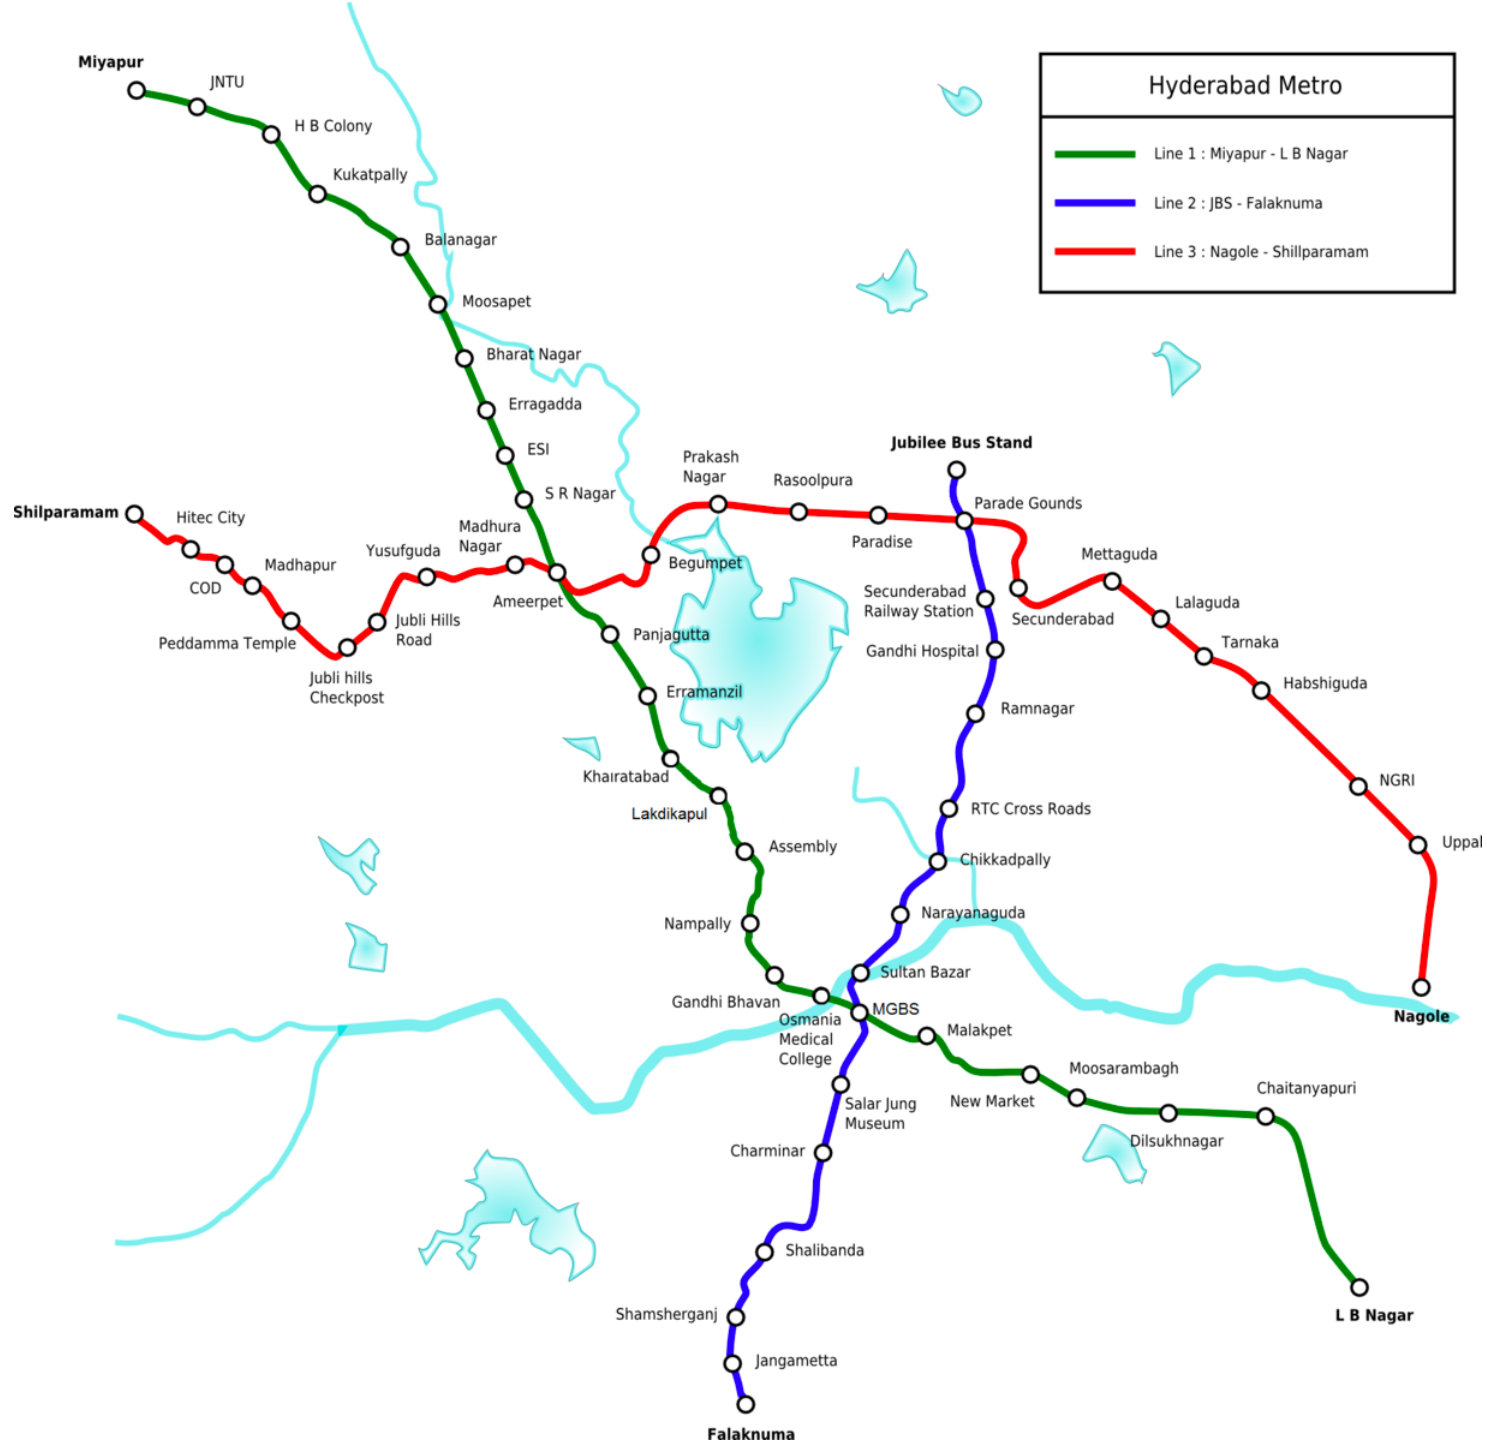 Hyderabad Metro
Line 1 : Miyapur - L B Nagar
Line 2 : JBS - Falaknuma
Line 3 : Nagole - Shillparamam
Miyapur
JNTU
H B Colony
Kukatpally
Balanagar
Moosapet
Bharat Nagar
Erragadda
ESI
S R Nagar
Shilparamam
Hitec City
COD
Madhapur
Peddamma Temple
Jubli hills
Checkpost
Jubli Hills
Road
Yusufguda
Madhura
Nagar
Ameerpet
Begumpet
Prakash
Nagar
Rasoolpura
Paradise
Jubilee Bus Stand
Parade Gounds
Secunderabad
Railway Station
Secunderabad
Mettaguda
Lalaguda
Tarnaka
Habshiguda
NGRI
Uppal
Nagole
Gandhi Hospital
Ramnagar
RTC Cross Roads
Chikkadpally
Narayanaguda
Sultan Bazar
MGBS
Panjagutta
Erramanzil
Khairatabad
Lakdikapul
Assembly
Nampally
Gandhi Bhavan
Osmania
Medical
College
Malakpet
New Market
Moosarambagh
Dilsukhnagar
Chaitanyapuri
L B Nagar
Salar Jung
Museum
Charminar
Shalibanda
Shamsherganj
Jangametta
Falaknuma